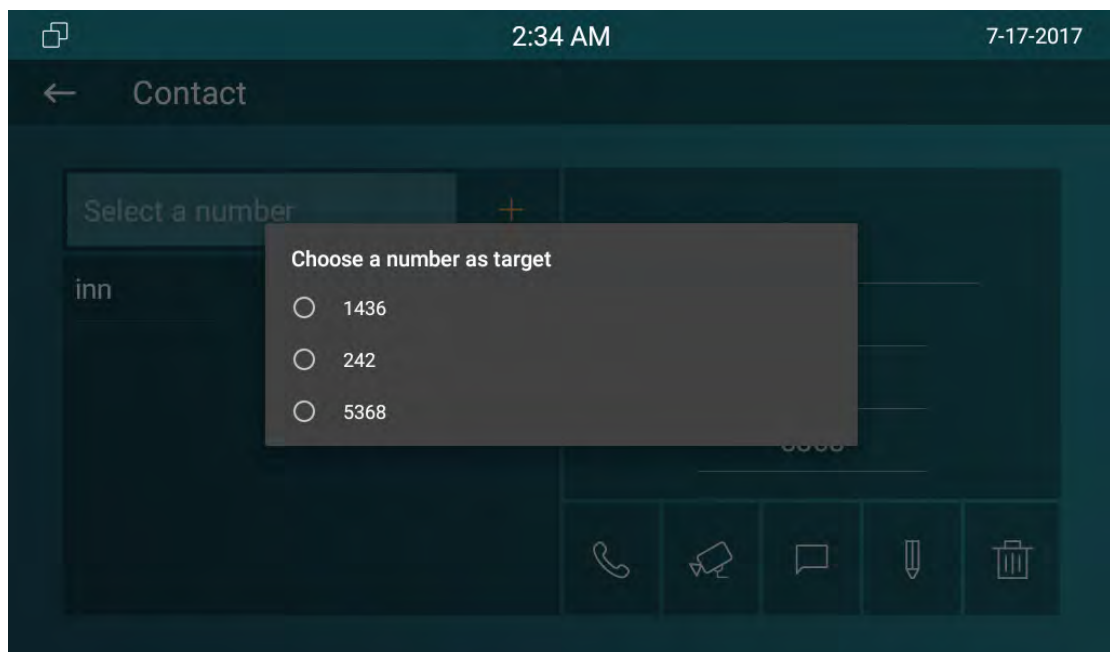 2:34 AM
7-17-2017
Contact
Select a number
+
inn
Choose a number as target
1436
242
5368